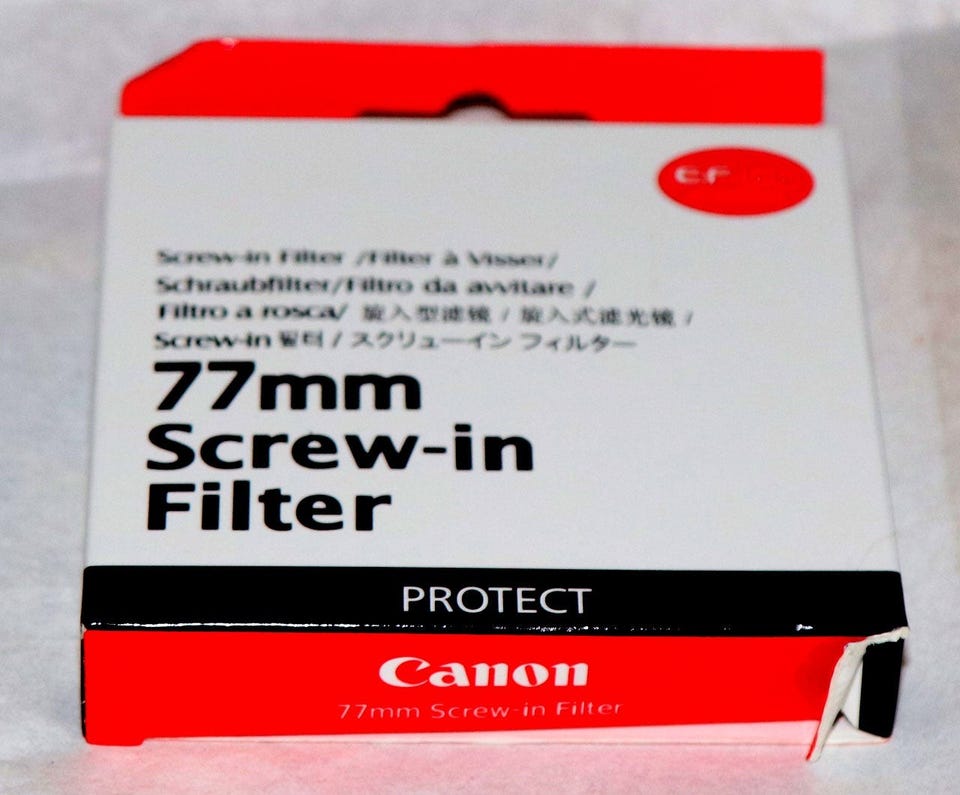 Screw-in Filter /Filter à Visser/
Schraubfilter/Filtro da avvitare /
Filtro a rosca/ 旋入型滤镜 / 旋入式濾光鏡 /
Screw-in 필터 / スクリューイン フィルター
77mm
Screw-in
Filter
PROTECT
Canon
77mm Screw-in Filter